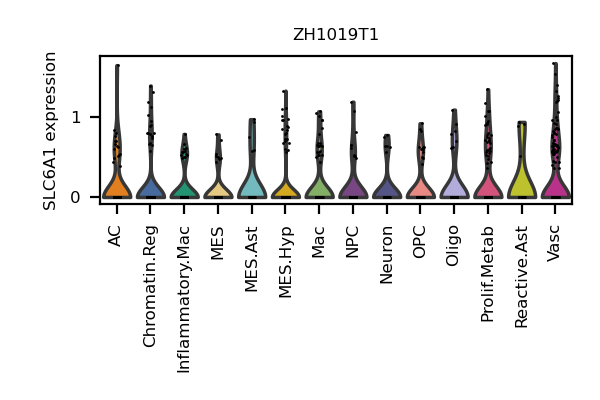 ZH1019T1
SLC6A1 expression
1
0
AC
Chromatin.Reg
Inflammatory.Mac
MES
MES.Ast
MES.Hyp
Mac
NPC
Neuron
OPC
Oligo
Prolif.Metab
Reactive.Ast
Vasc